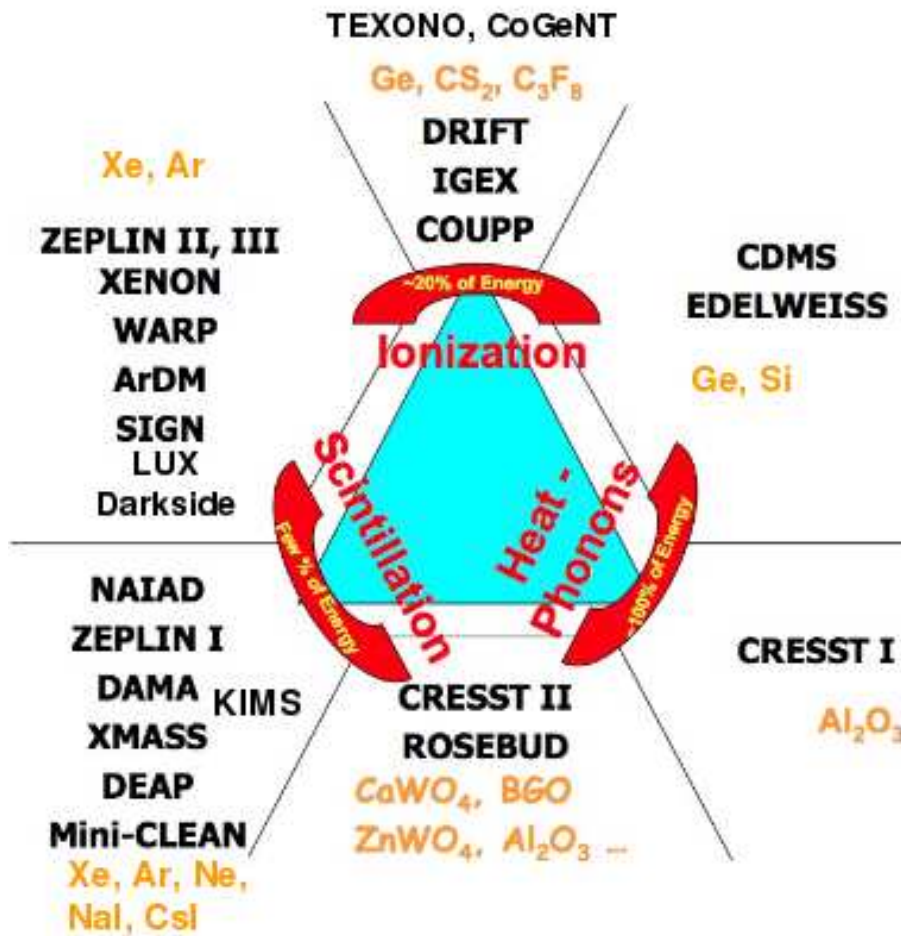 TEXONO, CoGeNT
Ge, CS₂, C₃F₈
DRIFT
IGEX
COUPP
~20% of Energy
Ionization
Xe, Ar
ZEPLIN II, III
XENON
WARP
ArDM
SIGN
LUX
Darkside
CDMS
EDELWEISS
Ge, Si
Scintillation
Few % of Energy
Heat -
Phonons
~100% of Energy
NAIAD
ZEPLIN I
DAMA KIMS
XMASS
DEAP
Mini-CLEAN
Xe, Ar, Ne,
NaI, CsI
CRESST II
ROSEBUD
CaWO₄, BGO
ZnWO₄, Al₂O₃ ...
CRESST I
Al₂O₃